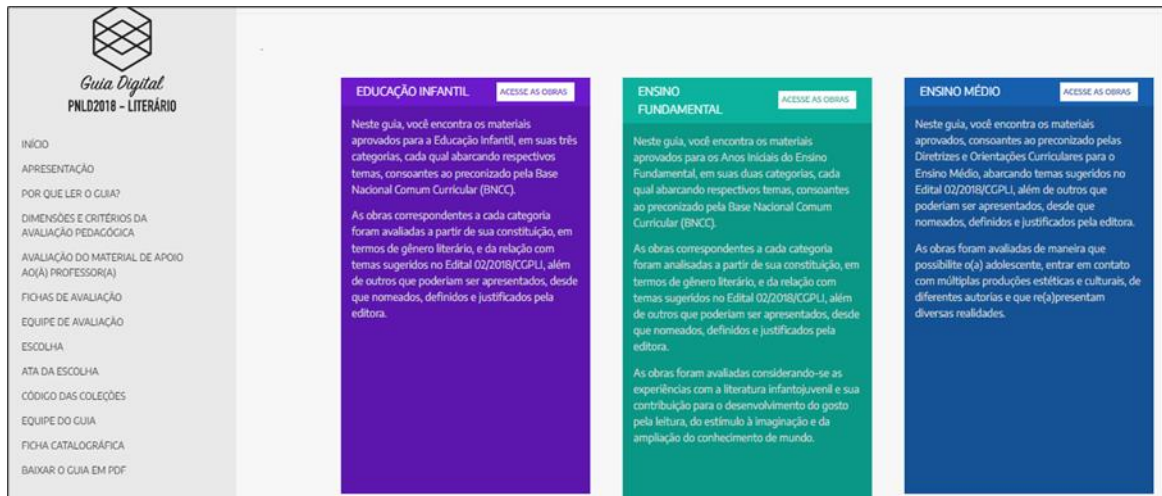 Guia Digital
PNLD2018 – LITERÁRIO
INÍCIO
APRESENTAÇÃO
POR QUE LER O GUIA?
DIMENSÕES E CRITÉRIOS DA
AVALIAÇÃO PEDAGÓGICA
AVALIAÇÃO DO MATERIAL DE APOIO
AO(À) PROFESSOR(A)
FICHAS DE AVALIAÇÃO
EQUIPE DE AVALIAÇÃO
ESCOLHA
ATA DA ESCOLHA
CÓDIGO DAS COLEÇÕES
EQUIPE DO GUIA
FICHA CATALOGRÁFICA
BAIXAR O GUIA EM PDF
EDUCAÇÃO INFANTIL
ACESSE AS OBRAS
Neste guia, você encontra os materiais
aprovados para a Educação Infantil, em suas três
categorias, cada qual abarcando respectivos
temas, consoantes ao preconizado pela Base
Nacional Comum Curricular (BNCC).
As obras correspondentes a cada categoria
foram avaliadas a partir de sua constituição, em
termos de gênero literário, e da relação com
temas sugeridos no Edital 02/2018/CGPLI, além
de outros que poderiam ser apresentados, desde
que nomeados, definidos e justificados pela
editora.
ENSINO
FUNDAMENTAL
ACESSE AS OBRAS
Neste guia, você encontra os materiais
aprovados para os Anos Iniciais do Ensino
Fundamental, em suas duas categorias, cada
qual abarcando respectivos temas, consoantes
ao preconizado pela Base Nacional Comum
Curricular (BNCC).
As obras correspondentes a cada categoria
foram analisadas a partir de sua constituição, em
termos de gênero literário, e da relação com
temas sugeridos no Edital 02/2018/CGPLI, além
de outros que poderiam ser apresentados, desde
que nomeados, definidos e justificados pela
editora.
As obras foram avaliadas considerando-se as
experiências com a literatura infantojuvenil e sua
contribuição para o desenvolvimento do gosto
pela leitura, do estímulo à imaginação e da
ampliação do conhecimento de mundo.
ENSINO MÉDIO
ACESSE AS OBRAS
Neste guia, você encontra os materiais
aprovados, consoantes ao preconizado pelas
Diretrizes e Orientações Curriculares para o
Ensino Médio, abarcando temas sugeridos no
Edital 02/2018/CGPLI, além de outros que
poderiam ser apresentados, desde que
nomeados, definidos e justificados pela editora.
As obras foram avaliadas de maneira que
possibilite o(a) adolescente, entrar em contato
com múltiplas produções estéticas e culturais, de
diferentes autorias e que re(a)presentam
diversas realidades.